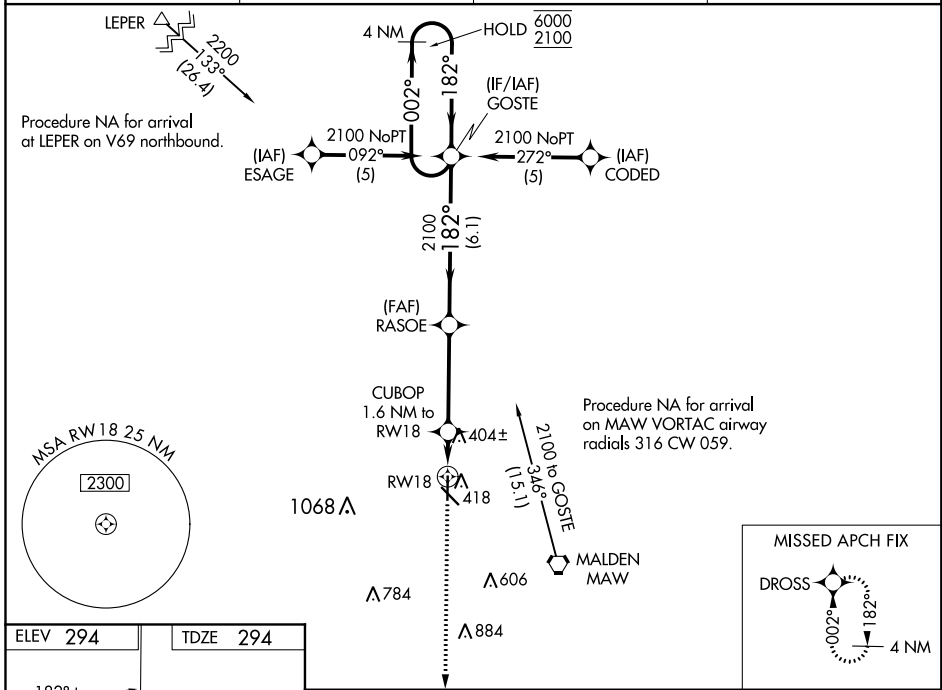 LEPER
2200
133°
(26.4)
Procedure NA for arrival
at LEPER on V69 northbound.
4 NM
HOLD
6000
2100
002°
182°
(IF/IAF)
GOSTE
(IAF)
ESAGE
2100 NoPT
092°
(5)
2100 NoPT
272°
(5)
(IAF)
CODED
2100
182°
(6.1)
(FAF)
RASOE
CUBOP
1.6 NM to
RW18
404±
RW18
418
Procedure NA for arrival
on MAW VORTAC airway
radials 316 CW 059.
2100 to GOSTE
346°
(15.1)
MALDEN
MAW
MSA RW18 25 NM
2300
1068
784
606
884
MISSED APCH FIX
DROSS
002°
182°
4 NM
ELEV 294
TDZE 294